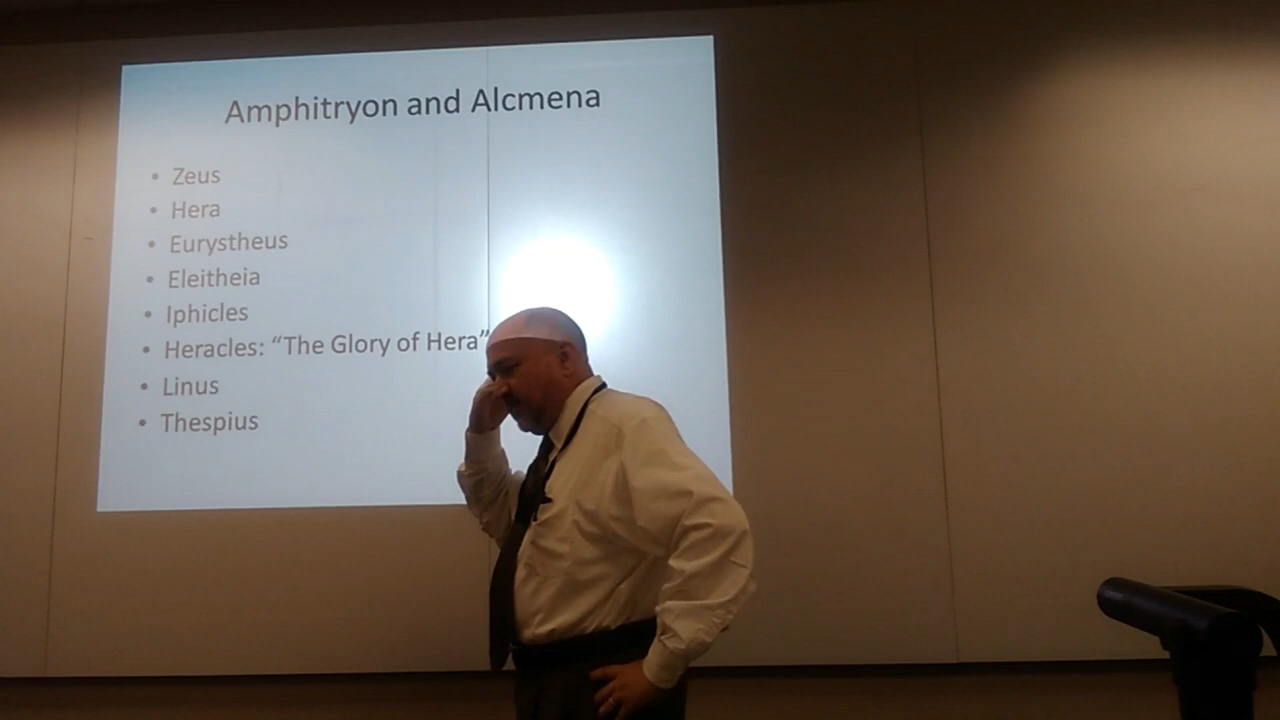 Amphitryon and Alcmena
• Zeus
• Hera
• Eurystheus
• Eleitheia
• Iphicles
• Heracles: “The Glory of Hera”
• Linus
• Thespius